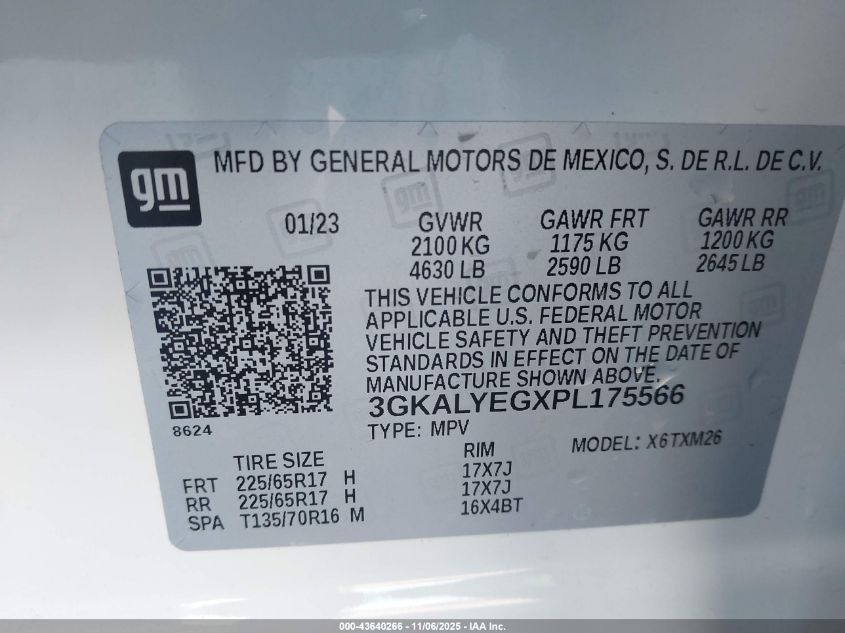 gm
MFD BY GENERAL MOTORS DE MEXICO, S. DE R.L. DE C.V.
01/23 GVWR GAWR FRT GAWR RR
2100 KG 1175 KG 1200 KG
4630 LB 2590 LB 2645 LB
THIS VEHICLE CONFORMS TO ALL
APPLICABLE U.S. FEDERAL MOTOR
VEHICLE SAFETY AND THEFT PREVENTION
STANDARDS IN EFFECT ON THE DATE OF
MANUFACTURE SHOWN ABOVE.
3GKALYEGXPL175566
8624
TYPE: MPV MODEL: X6TXM26
TIRE SIZE RIM
FRT 225/65R17 H 17X7J
RR 225/65R17 H 17X7J
SPA T135/70R16 M 16X4BT
000-43640266 - 11/06/2025 - IAA Inc.